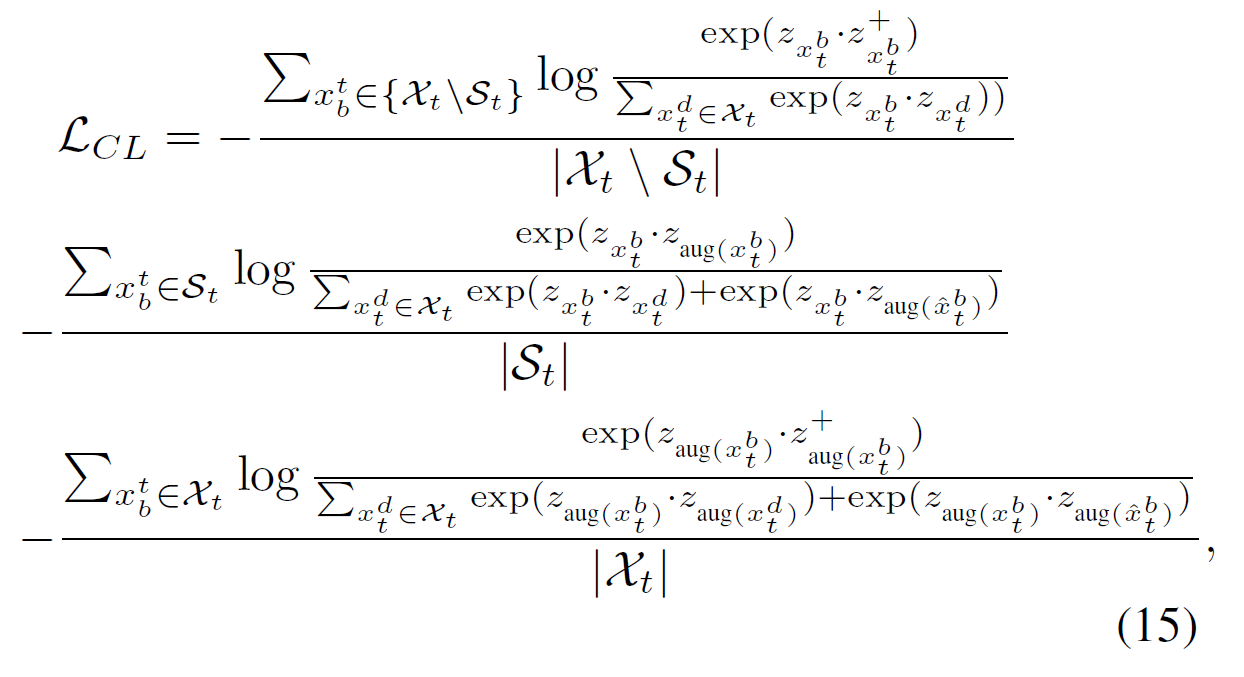 \mathcal{L}_{CL} = -\frac{\sum_{x_b^t \in \{\mathcal{X}_t \backslash \mathcal{S}_t\}} \log \frac{\exp(z_{x_t^b} \cdot z_{x_t^b}^+)}{\sum_{x_t^d \in \mathcal{X}_t} \exp(z_{x_t^b} \cdot z_{x_t^d}))}}{|\mathcal{X}_t \setminus \mathcal{S}_t|}
-\frac{\sum_{x_b^t \in \mathcal{S}_t} \log \frac{\exp(z_{x_t^b} \cdot z_{\text{aug}(x_t^b)})}{\sum_{x_t^d \in \mathcal{X}_t} \exp(z_{x_t^b} \cdot z_{x_t^d}) + \exp(z_{x_t^b} \cdot z_{\text{aug}(\hat{x}_t^b)})}}{|\mathcal{S}_t|}
-\frac{\sum_{x_b^t \in \mathcal{X}_t} \log \frac{\exp(z_{\text{aug}(x_t^b)} \cdot z_{\text{aug}(x_t^b)}^+)}{\sum_{x_t^d \in \mathcal{X}_t} \exp(z_{\text{aug}(x_t^b)} \cdot z_{\text{aug}(x_t^d)}) + \exp(z_{\text{aug}(x_t^b)} \cdot z_{\text{aug}(\hat{x}_t^b)})}}{|\mathcal{X}_t|},
(15)